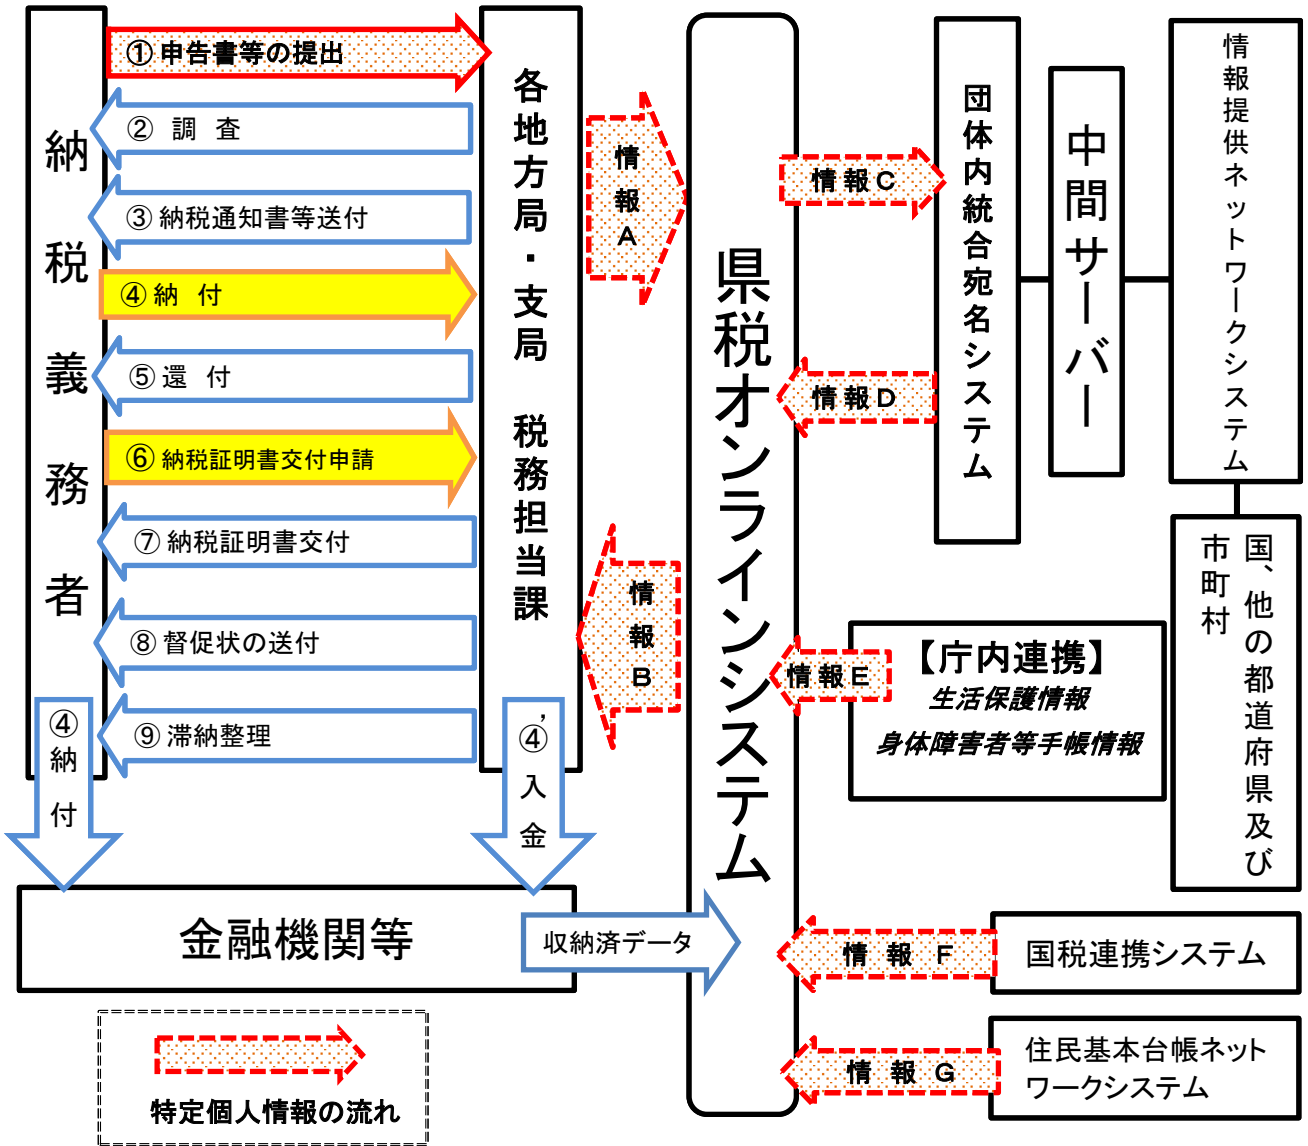 納税義務者
①申告書等の提出
② 調 査
③納税通知書等送付
④納 付
⑤還 付
⑥納税証明書交付申請
⑦納税証明書交付
⑧督促状の送付
⑨滞納整理
④納付
④'入金
各地方局・支局 税務担当課
情報A
情報B
県税オンラインシステム
情報C
情報D
団体内統合宛名システム
中間サーバー
情報提供ネットワークシステム
国、他の都道府県及び
市町村
情報E
【庁内連携】
生活保護情報
身体障害者等手帳情報
金融機関等
収納済データ
情 報 F
国税連携システム
情 報 G
住民基本台帳ネット
ワークシステム
特定個人情報の流れ